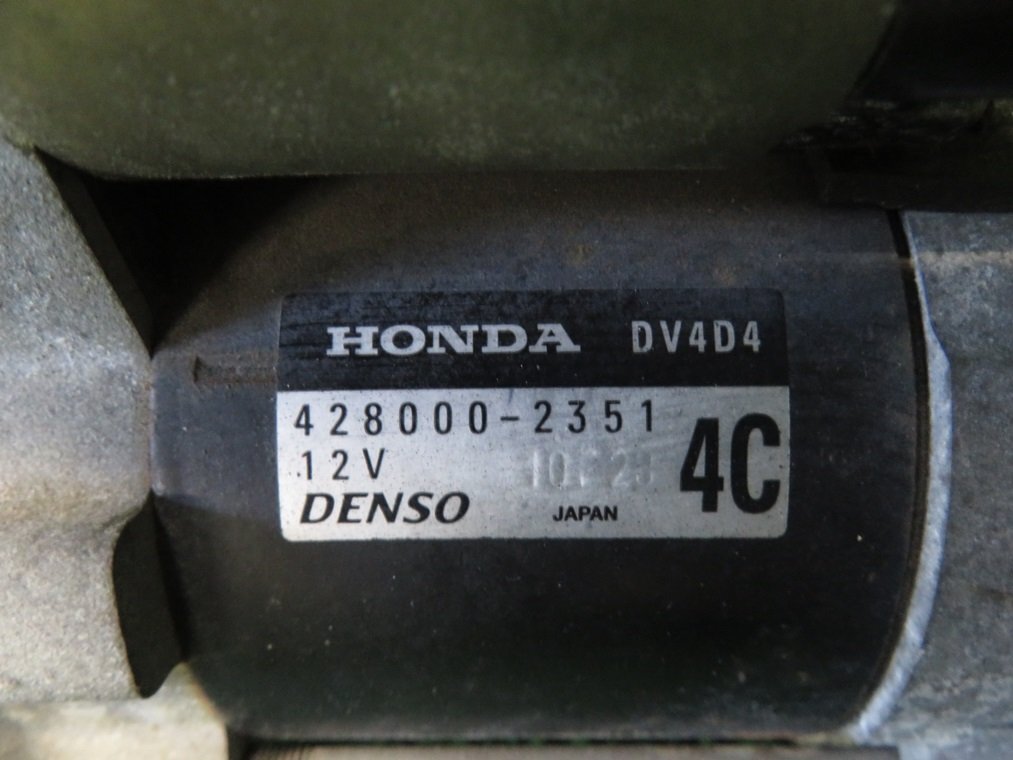 HONDA DV4D4
428000-2351
12V
4C
DENSO JAPAN